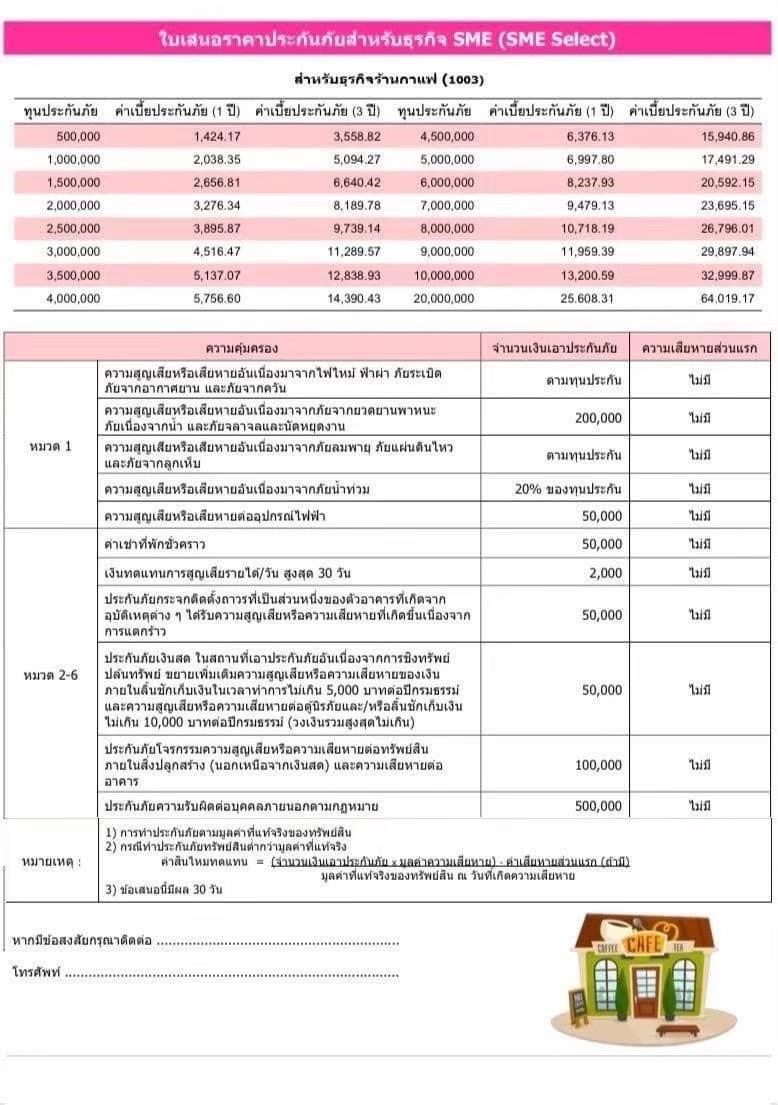 ใบเสนอราคาประกันภัยสำหรับธุรกิจ SME (SME Select)
สำหรับธุรกิจร้านกาแฟ (1003)
ทุนประกันภัย ค่าเบี้ยประกันภัย (1 ปี) ค่าเบี้ยประกันภัย (3 ปี) ทุนประกันภัย ค่าเบี้ยประกันภัย (1 ปี) ค่าเบี้ยประกันภัย (3 ปี)
500,000 1,424.17 3,558.82 4,500,000 6,376.13 15,940.86
1,000,000 2,038.35 5,094.27 5,000,000 6,997.80 17,491.29
1,500,000 2,656.81 6,640.42 6,000,000 8,237.93 20,592.15
2,000,000 3,276.34 8,189.78 7,000,000 9,479.13 23,695.15
2,500,000 3,895.87 9,739.14 8,000,000 10,718.19 26,796.01
3,000,000 4,516.47 11,289.57 9,000,000 11,959.39 29,897.94
3,500,000 5,137.07 12,838.93 10,000,000 13,200.59 32,999.87
4,000,000 5,756.60 14,390.43 20,000,000 25.608.31 64.019.17
ความคุ้มครอง จำนวนเงินเอาประกันภัย ความเสียหายส่วนแรก
หมวด 1
ความสูญเสียหรือเสียหายอันเนื่องมาจากไฟไหม้ ฟ้าผ่า ภัยระเบิด
ภัยจากอากาศยาน และภัยจากควัน
ตามทุนประกัน ไม่มี
ความสูญเสียหรือเสียหายอันเนื่องมาจากภัยจากยวดยานพาหนะ
ภัยเนื่องจากน้ำ และภัยจลาจลและนัดหยุดงาน
200,000 ไม่มี
ความสูญเสียหรือเสียหายอันเนื่องมาจากภัยลมพายุ ภัยแผ่นดินไหว
และภัยจากลูกเห็บ
ตามทุนประกัน ไม่มี
ความสูญเสียหรือเสียหายอันเนื่องมาจากภัยน้ำท่วม 20% ของทุนประกัน ไม่มี
ความสูญเสียหรือเสียหายต่ออุปกรณ์ไฟฟ้า 50,000 ไม่มี
หมวด 2-6
ค่าเช่าที่พักชั่วคราว 50,000 ไม่มี
เงินทดแทนการสูญเสียรายได้/วัน สูงสุด 30 วัน 2,000 ไม่มี
ประกันภัยกระจกติดตั้งถาวรที่เป็นส่วนหนึ่งของตัวอาคารที่เกิดจาก
อุบัติเหตุต่าง ๆ ได้รับความสูญเสียหรือความเสียหายที่เกิดขึ้นเนื่องจาก
การแตกร้าว
50,000 ไม่มี
ประกันภัยเงินสด ในสถานที่เอาประกันภัยอันเนื่องจากการชิงทรัพย์
ปล้นทรัพย์ ขยายเพิ่มเติมความสูญเสียหรือความเสียหายของเงิน
ภายในลิ้นชักเก็บเงินในเวลาทำการไม่เกิน 5,000 บาทต่อปีกรมธรรม์
และความสูญเสียหรือความเสียหายต่อตู้นิรภัยและ/หรือลิ้นชักเก็บเงิน
ไม่เกิน 10,000 บาทต่อปีกรมธรรม์ (วงเงินรวมสูงสุดไม่เกิน)
50,000 ไม่มี
ประกันภัยโจรกรรมความสูญเสียหรือความเสียหายต่อทรัพย์สิน
ภายในสิ่งปลูกสร้าง (นอกเหนือจากเงินสด) และความเสียหายต่อ
อาคาร
100,000 ไม่มี
ประกันภัยความรับผิดต่อบุคคลภายนอกตามกฎหมาย 500,000 ไม่มี
หมายเหตุ :
1) การทำประกันภัยตามมูลค่าที่แท้จริงของทรัพย์สิน
2) กรณีทำประกันภัยทรัพย์สินต่ำกว่ามูลค่าที่แท้จริง
ค่าสินไหมทดแทน = (จำนวนเงินเอาประกันภัย x มูลค่าความเสียหาย) - ค่าเสียหายส่วนแรก (ถ้ามี)
มูลค่าที่แท้จริงของทรัพย์สิน ณ วันที่เกิดความเสียหาย
3) ข้อเสนอนี้มีผล 30 วัน
หากมีข้อสงสัยกรุณาติดต่อ ............................................................
โทรศัพท์ ...................................................................................
COFFEE CAFE TEA